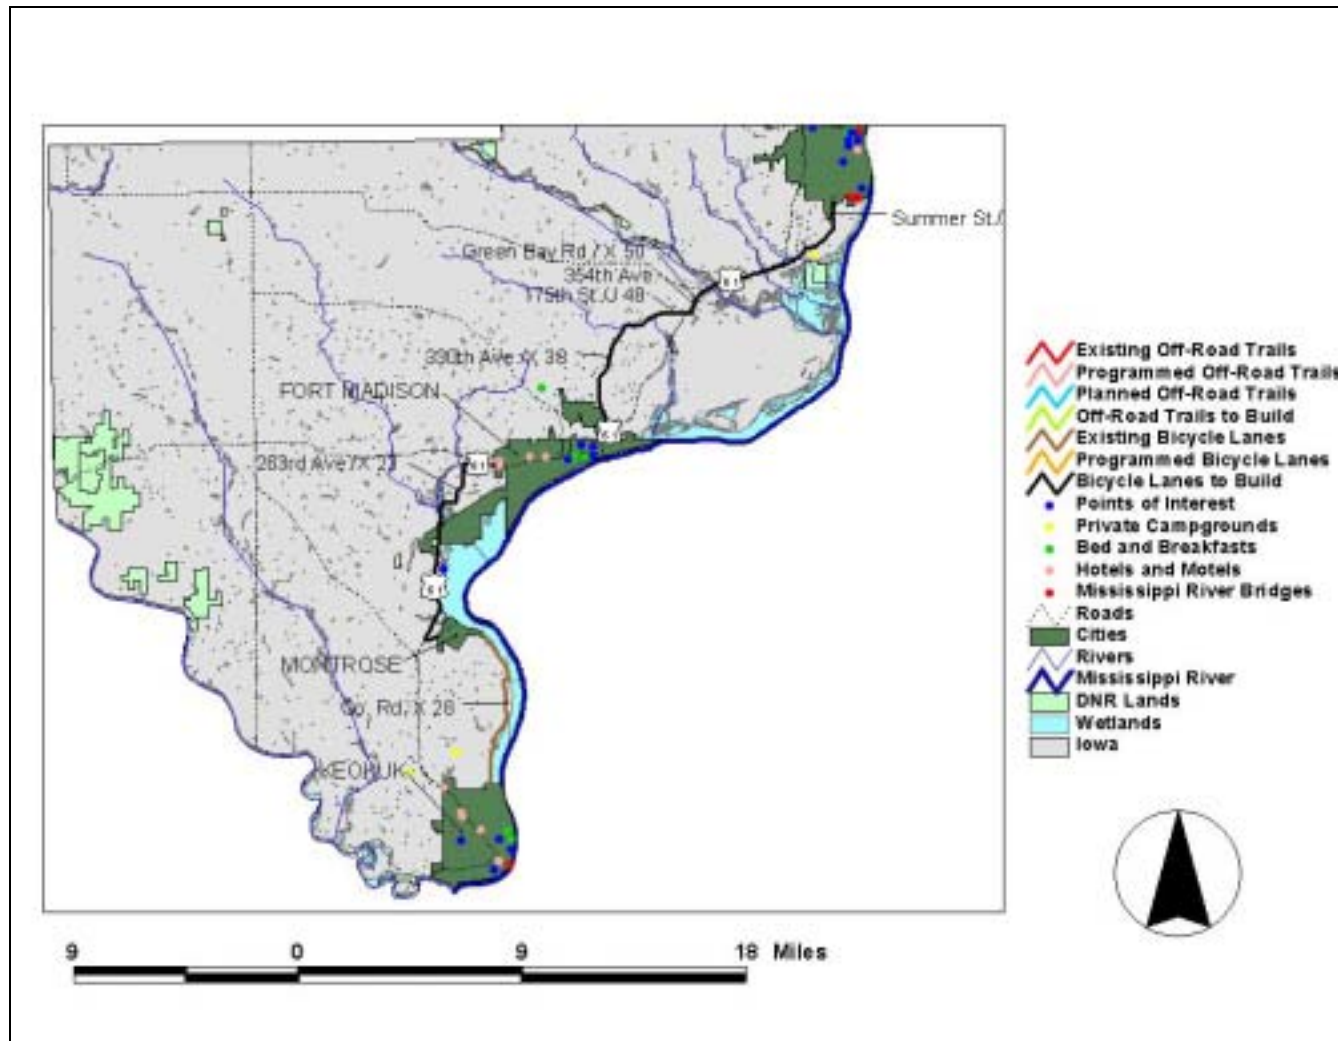 Summer St./
Green Bay Rd / X 50
354th Ave
175th St./J 48
61
330th Ave / X 38
FORT MADISON
61
263rd Ave / X 23
61
61
MONTROSE
Co. Rd. X 28
KEOKUK
Existing Off-Road Trails
Programmed Off-Road Trails
Planned Off-Road Trails
Off-Road Trails to Build
Existing Bicycle Lanes
Programmed Bicycle Lanes
Bicycle Lanes to Build
Points of Interest
Private Campgrounds
Bed and Breakfasts
Hotels and Motels
Mississippi River Bridges
Roads
Cities
Rivers
Mississippi River
DNR Lands
Wetlands
Iowa
9 0 9 18 Miles